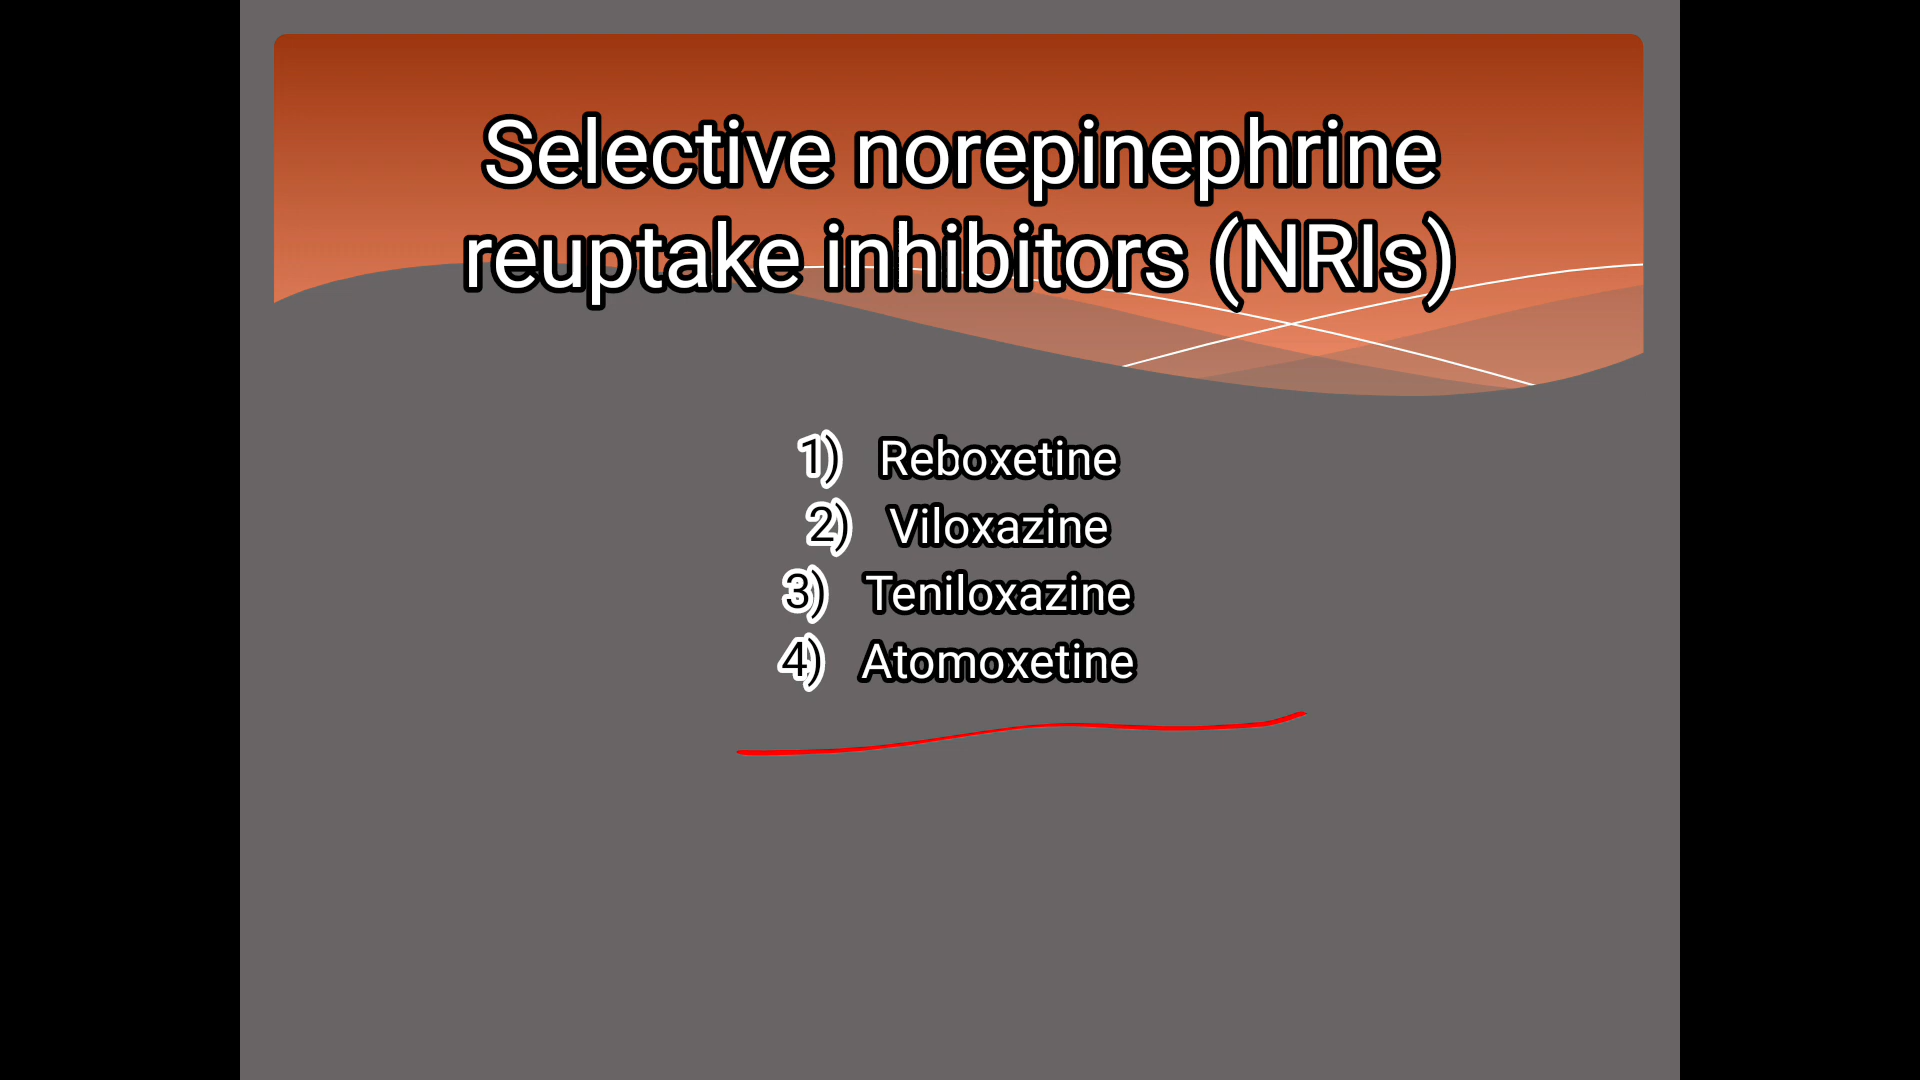 Selective norepinephrine
reuptake inhibitors (NRIs)
1) Reboxetine
2) Viloxazine
3) Teniloxazine
4) Atomoxetine